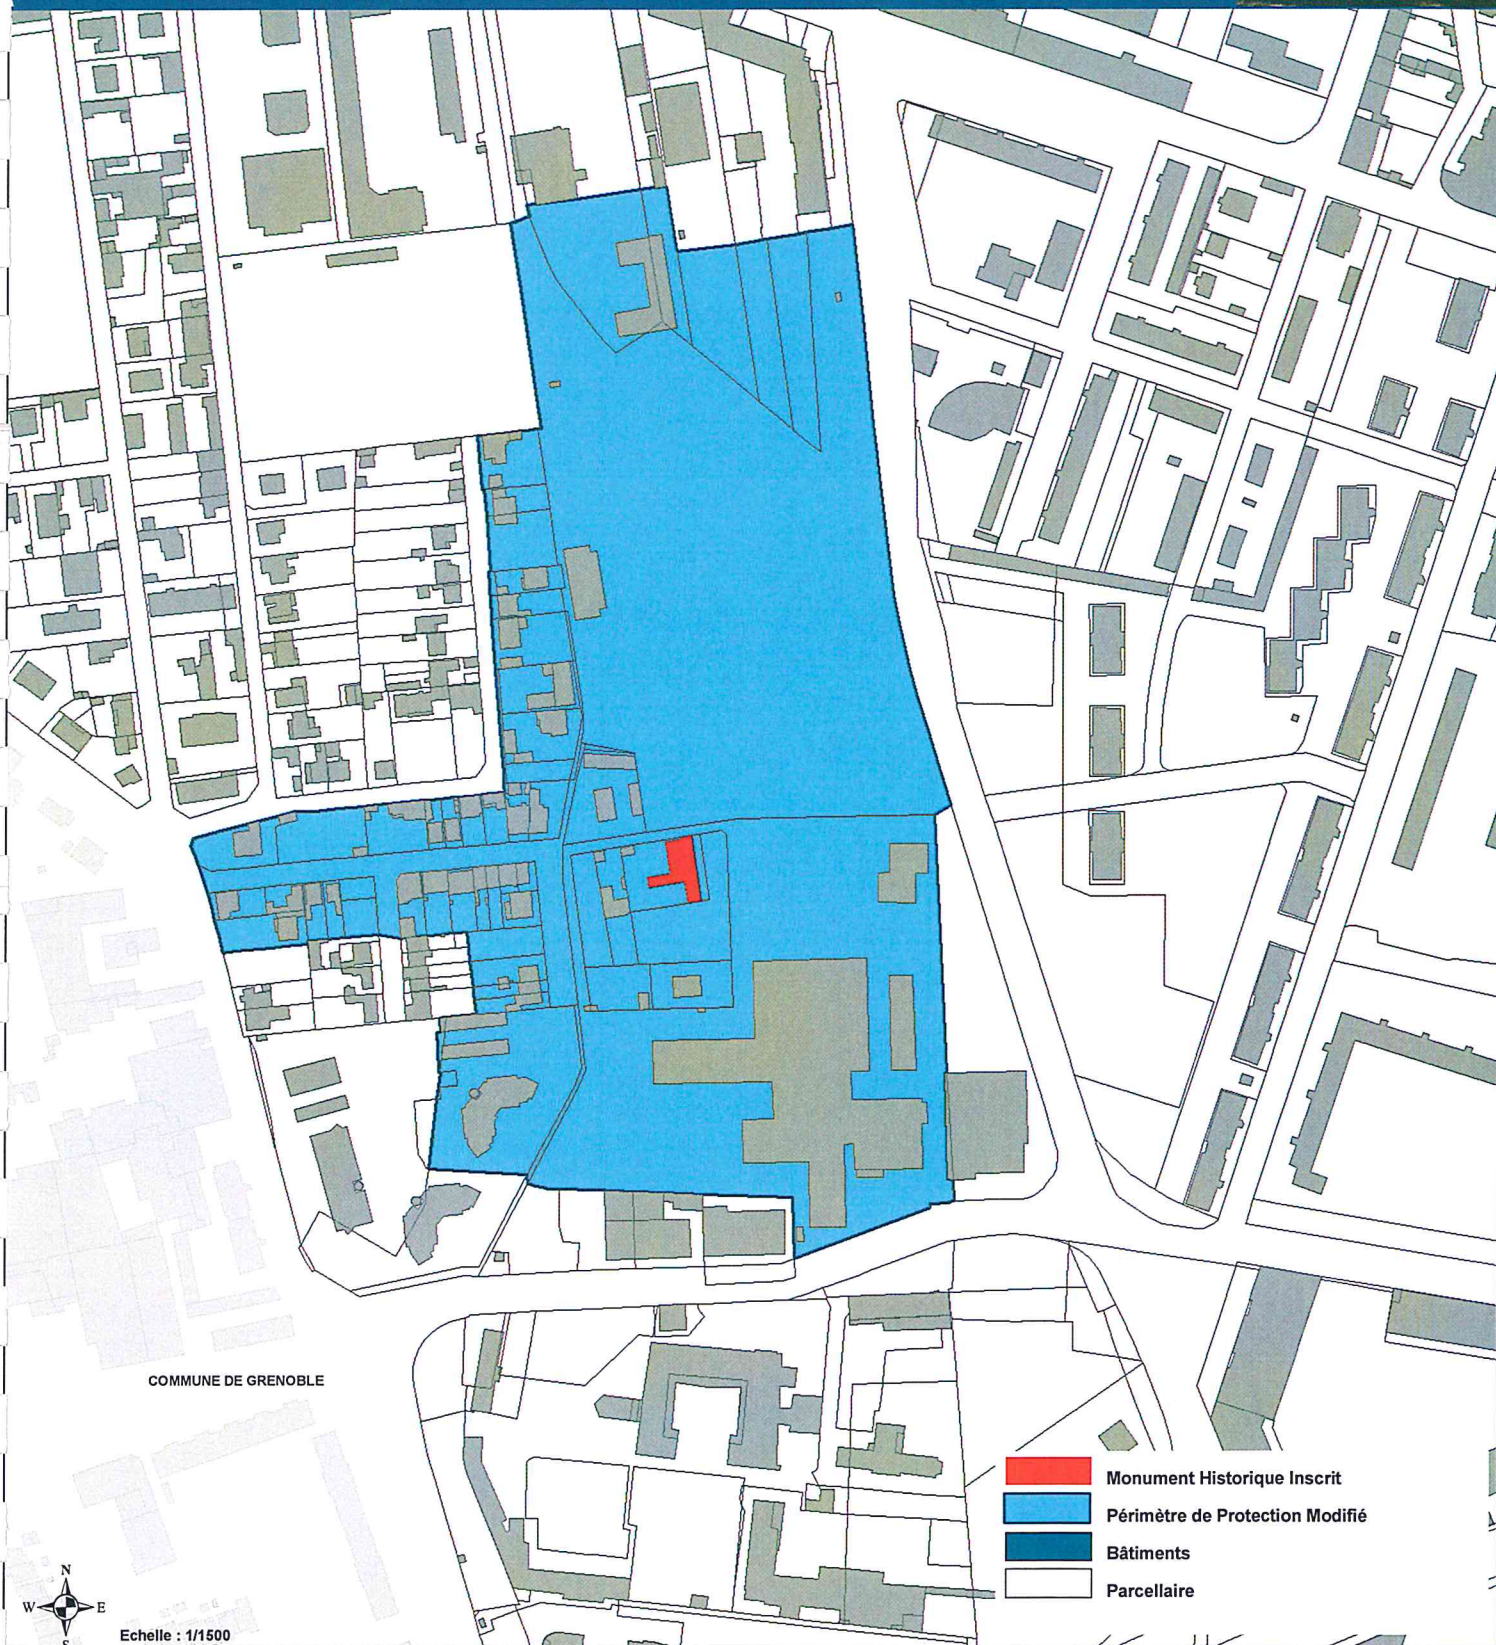 COMMUNE DE GRENOBLE
Monument Historique Inscrit
Périmètre de Protection Modifié
Bâtiments
Parcellaire
N
W E
S
Echelle : 1/1500